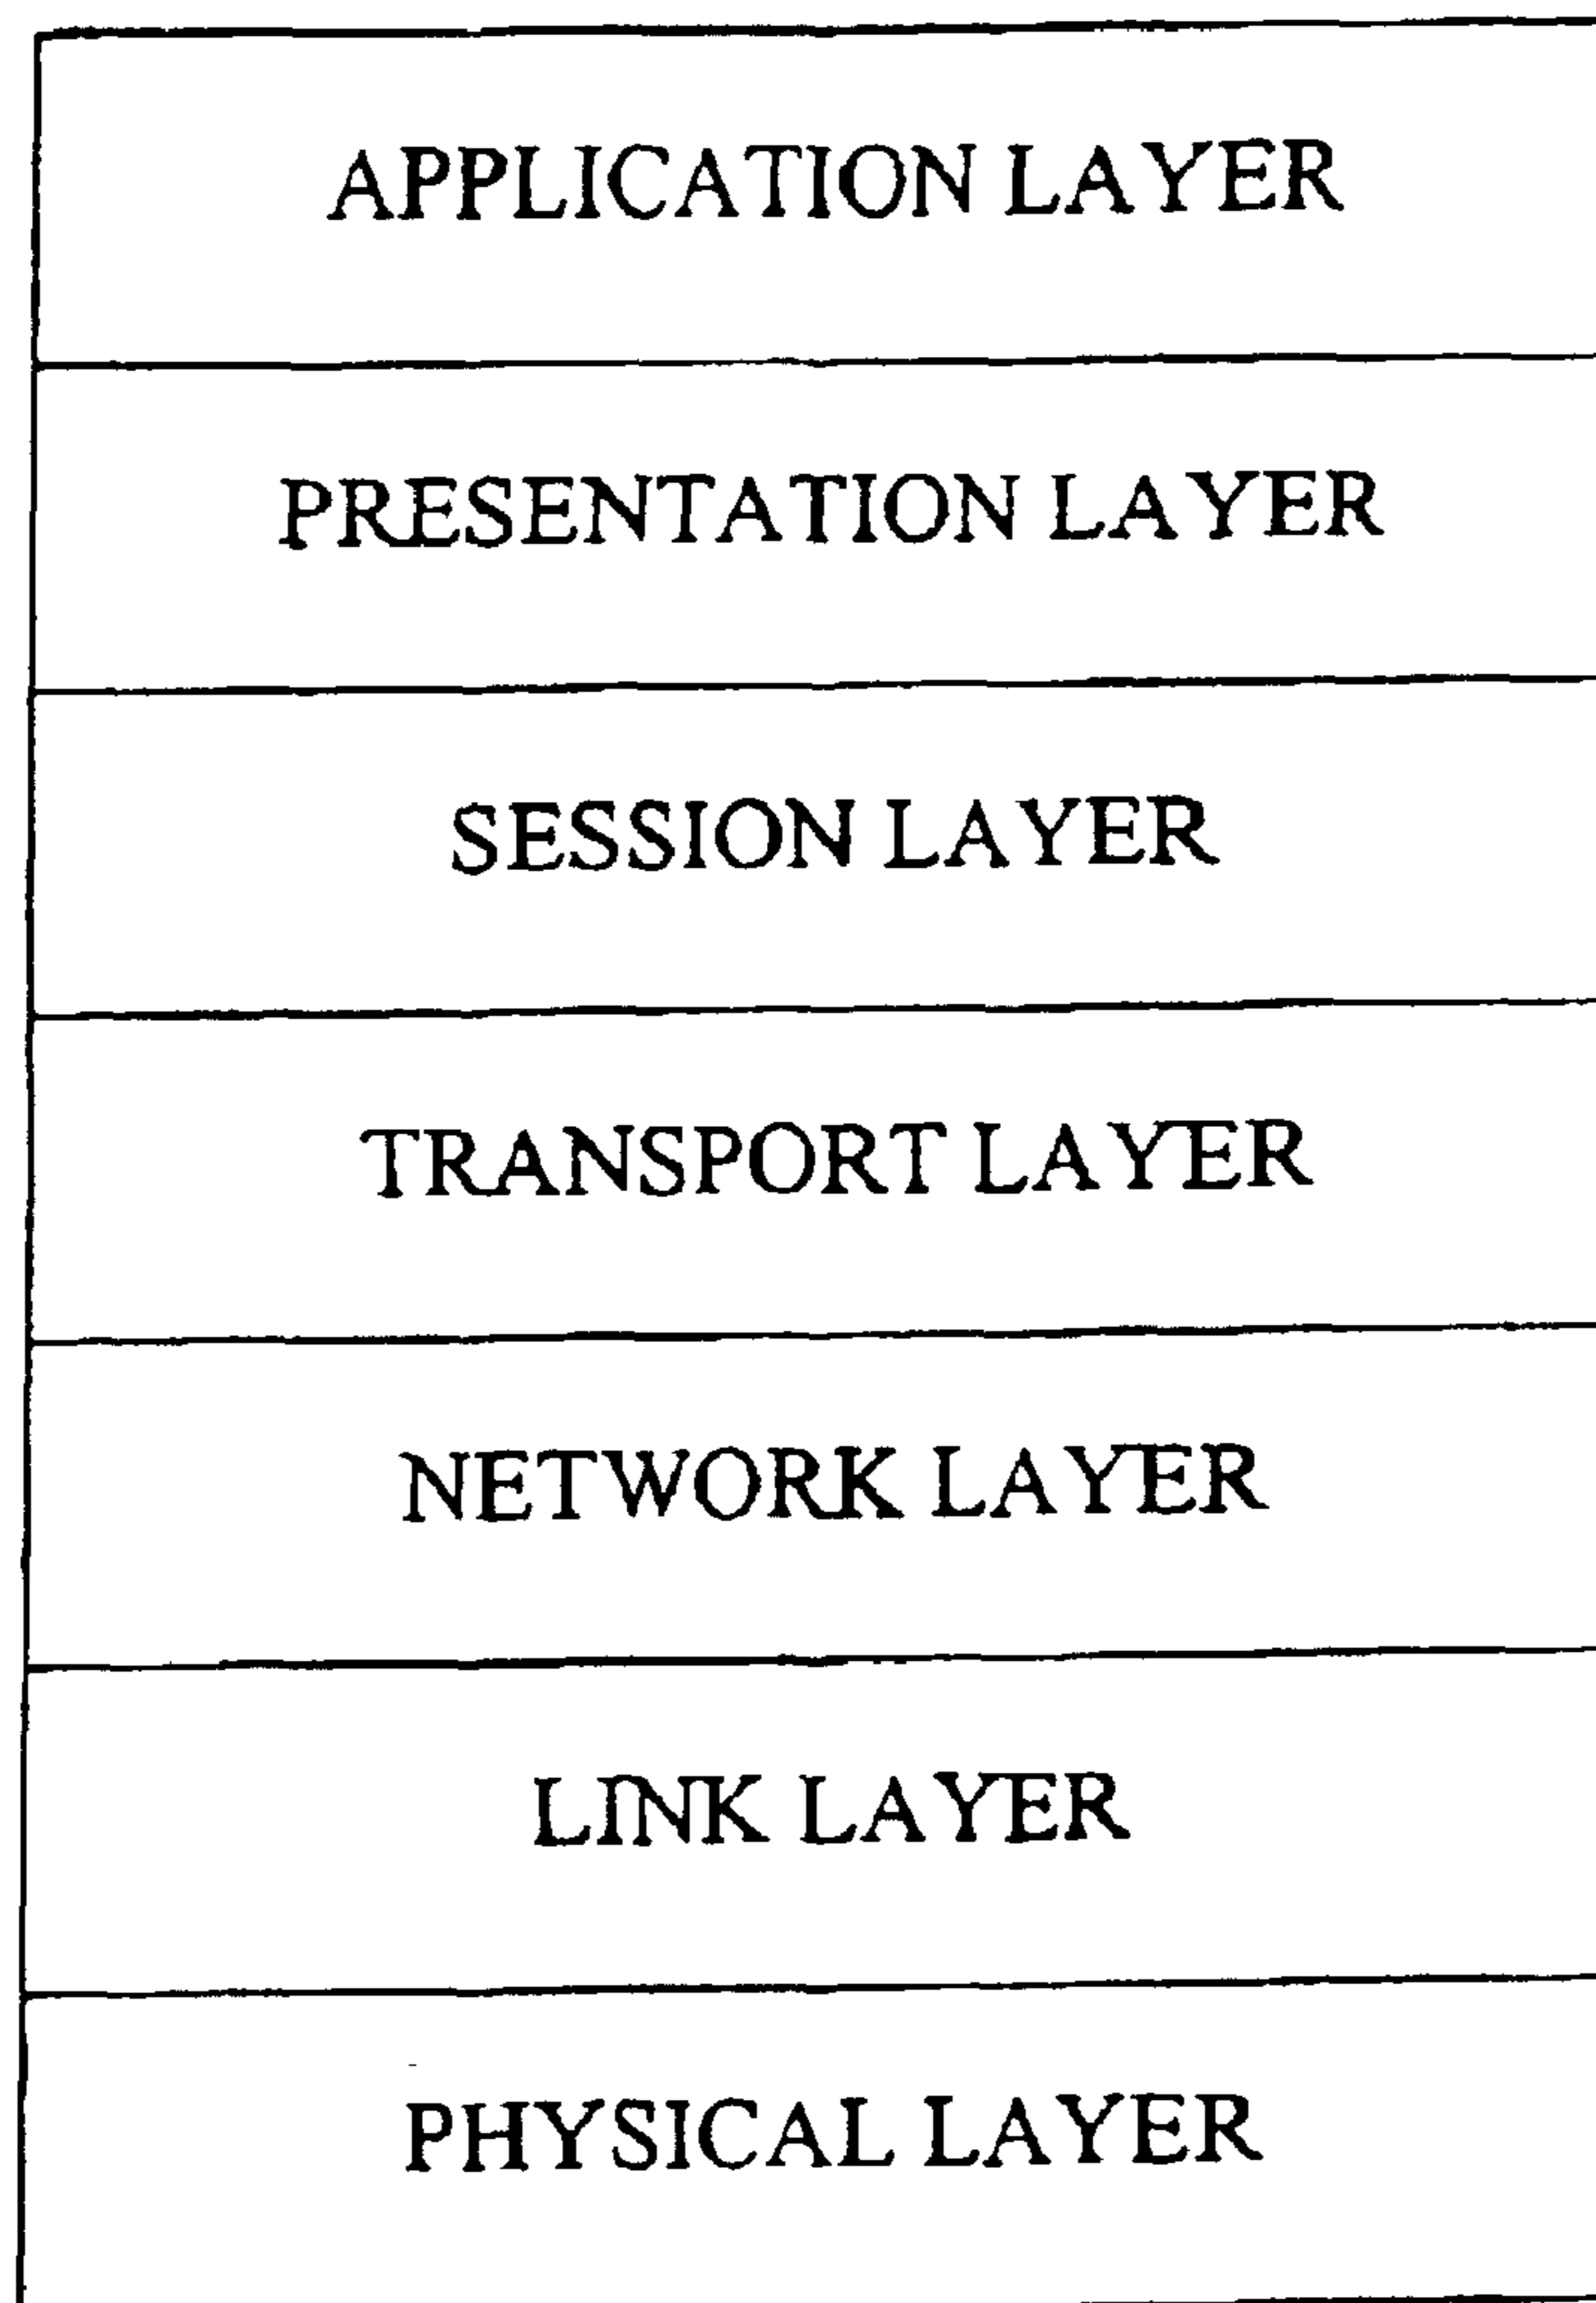 APPLICATION LAYER
PRESENTATION LAYER
SESSION LAYER
TRANSPORT LAYER
NETWORK LAYER
LINK LAYER
PHYSICAL LAYER